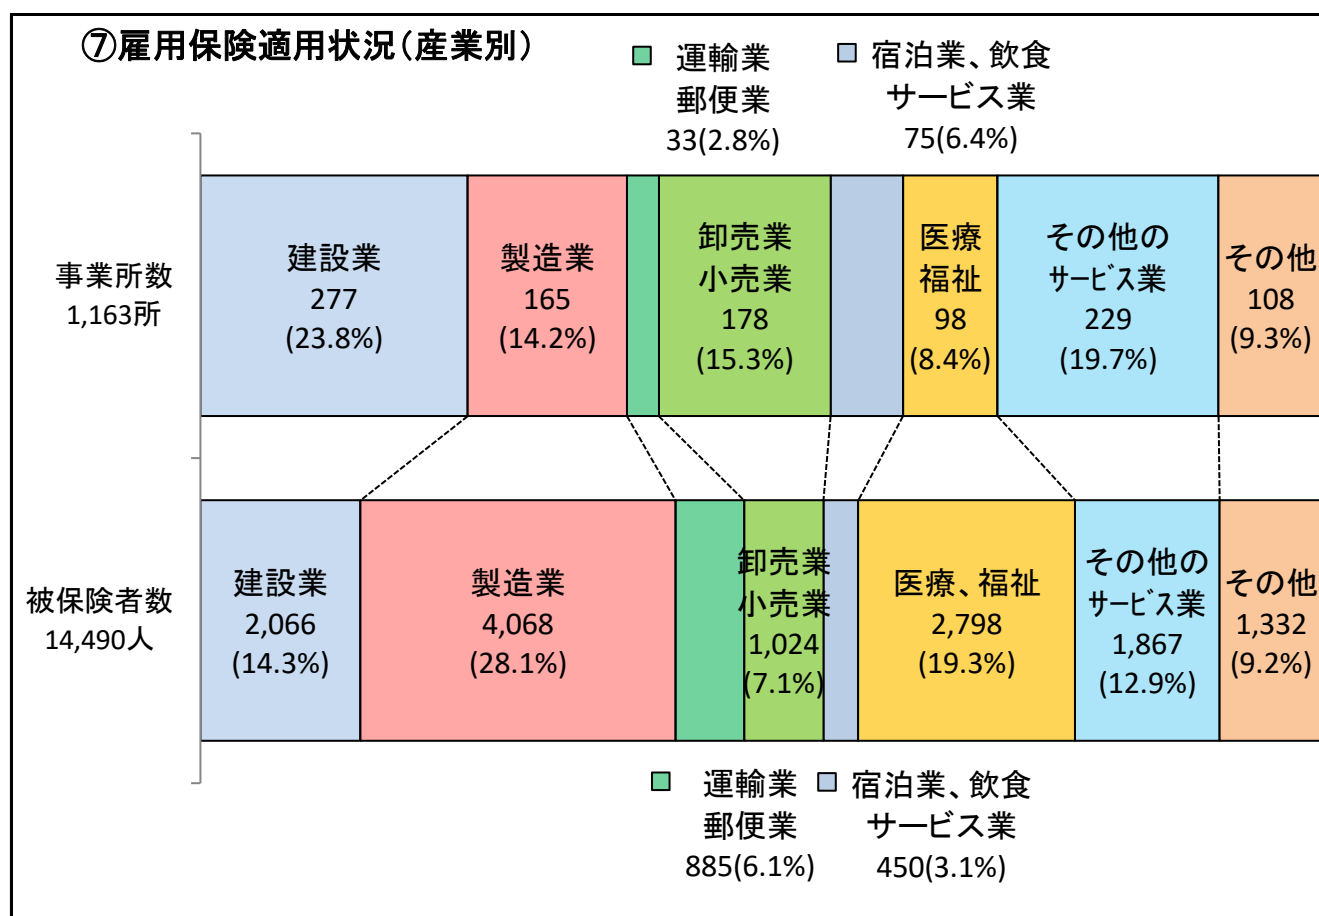 ⑦雇用保険適用状況(産業別)
運輸業
郵便業
33(2.8%)
宿泊業、飲食
サービス業
75(6.4%)
事業所数
1,163所
建設業
277
(23.8%)
製造業
165
(14.2%)
卸売業
小売業
178
(15.3%)
医療
福祉
98
(8.4%)
その他の
サービス業
229
(19.7%)
その他
108
(9.3%)
被保険者数
14,490人
建設業
2,066
(14.3%)
製造業
4,068
(28.1%)
卸売業
小売業
1,024
(7.1%)
医療、福祉
2,798
(19.3%)
その他の
サービス業
1,867
(12.9%)
その他
1,332
(9.2%)
運輸業
郵便業
885(6.1%)
宿泊業、飲食
サービス業
450(3.1%)